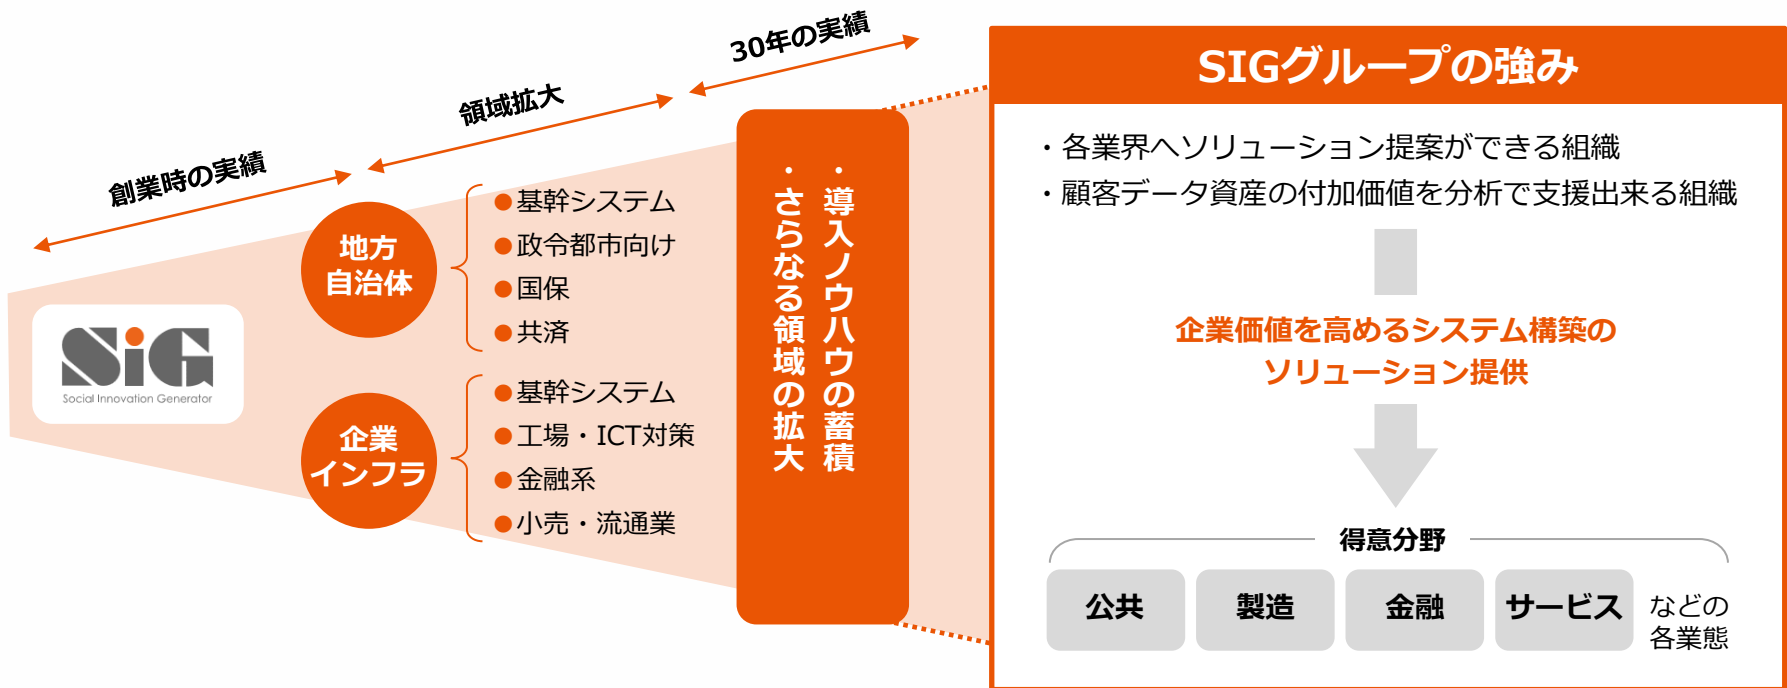 創業時の実績
領域拡大
30年の実績
SiG
Social Innovation Generator
地方
自治体
●基幹システム
●政令都市向け
●国保
●共済
企業
インフラ
●基幹システム
●工場・ICT対策
●金融系
●小売・流通業
・導入ノウハウの蓄積
・さらなる領域の拡大
SIGグループの強み
・各業界へソリューション提案ができる組織
・顧客データ資産の付加価値を分析で支援出来る組織
企業価値を高めるシステム構築の
ソリューション提供
得意分野
公共
製造
金融
サービス
などの
各業態